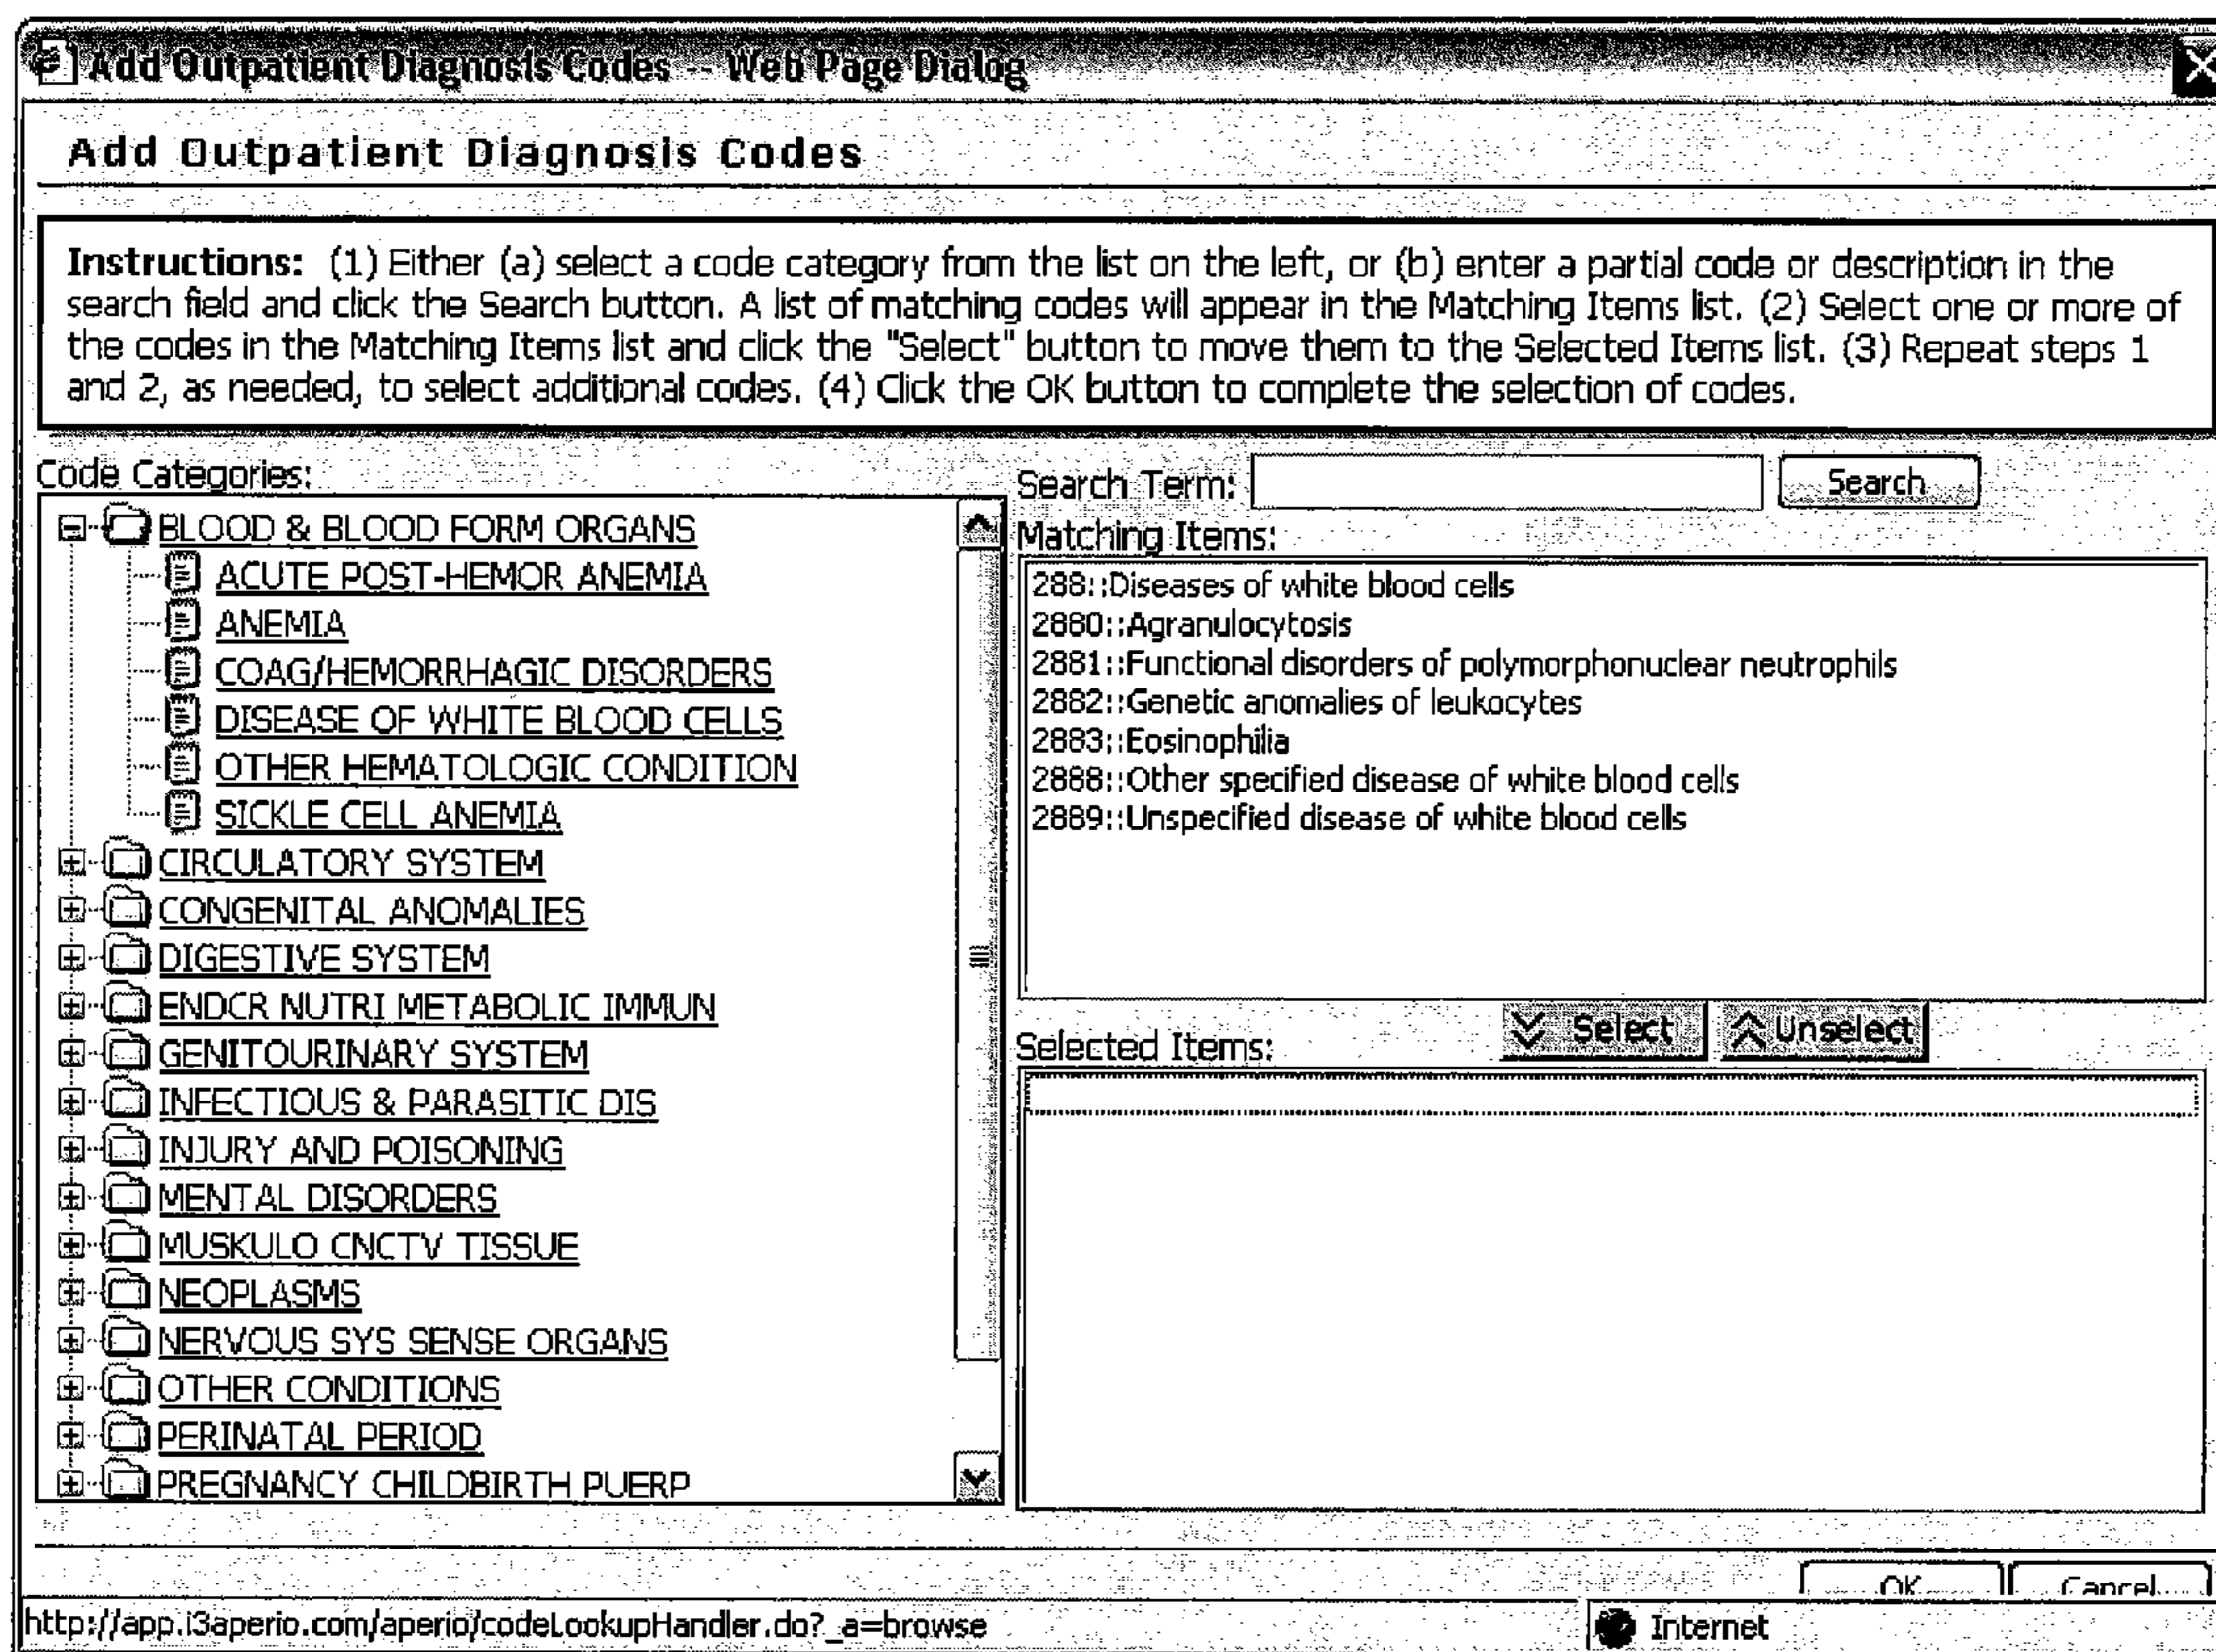 Add Outpatient Diagnosis Codes -- Web Page Dialog
Add Outpatient Diagnosis Codes
Instructions: (1) Either (a) select a code category from the list on the left, or (b) enter a partial code or description in the
search field and click the Search button. A list of matching codes will appear in the Matching Items list. (2) Select one or more of
the codes in the Matching Items list and click the "Select" button to move them to the Selected Items list. (3) Repeat steps 1
and 2, as needed, to select additional codes. (4) Click the OK button to complete the selection of codes.
Code Categories:
BLOOD & BLOOD FORM ORGANS
ACUTE POST-HEMOR ANEMIA
ANEMIA
COAG/HEMORRHAGIC DISORDERS
DISEASE OF WHITE BLOOD CELLS
OTHER HEMATOLOGIC CONDITION
SICKLE CELL ANEMIA
CIRCULATORY SYSTEM
CONGENITAL ANOMALIES
DIGESTIVE SYSTEM
ENDCR NUTRI METABOLIC IMMUN
GENITOURINARY SYSTEM
INFECTIOUS & PARASITIC DIS
INJURY AND POISONING
MENTAL DISORDERS
MUSKULO CNCTV TISSUE
NEOPLASMS
NERVOUS SYS SENSE ORGANS
OTHER CONDITIONS
PERINATAL PERIOD
PREGNANCY CHILDBIRTH PUERP
Search Term:
Search
Matching Items:
288::Diseases of white blood cells
2880::Agranulocytosis
2881::Functional disorders of polymorphonuclear neutrophils
2882::Genetic anomalies of leukocytes
2883::Eosinophilia
2888::Other specified disease of white blood cells
2889::Unspecified disease of white blood cells
Select Unselect
Selected Items:
OK Cancel
http://app.i3aperio.com/aperio/codeLookupHandler.do?_a=browse
Internet